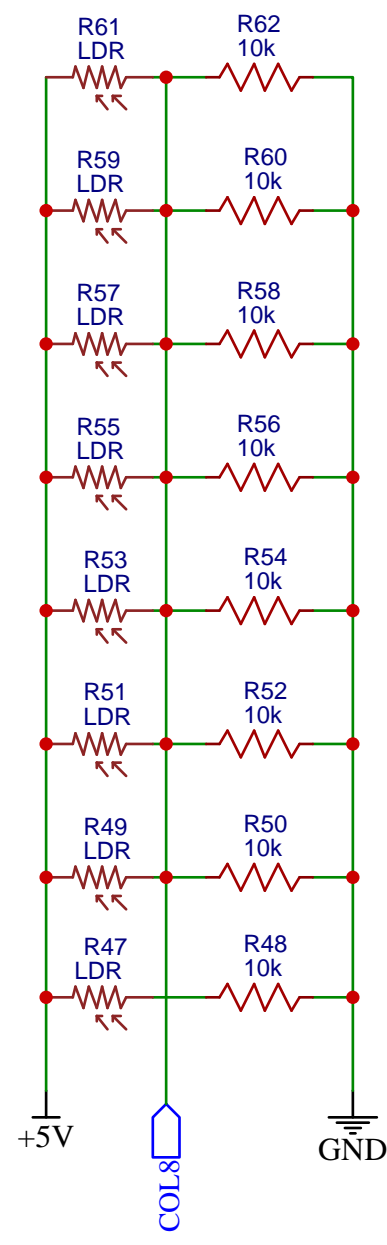 R61
LDR
R62
10k
R59
LDR
R60
10k
R57
LDR
R58
10k
R55
LDR
R56
10k
R53
LDR
R54
10k
R51
LDR
R52
10k
R49
LDR
R50
10k
R47
LDR
R48
10k
+5V
COL8
GND